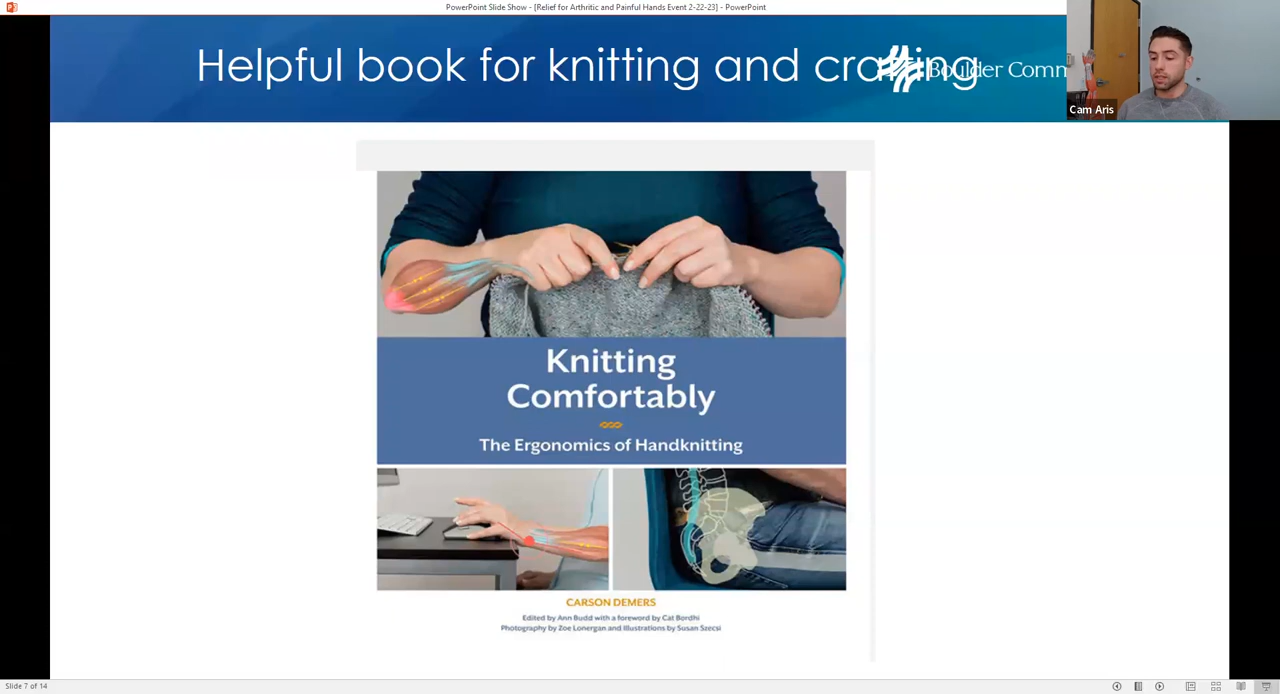 PowerPoint Slide Show - [Relief for Arthritic and Painful Hands Event 2-22-23] - PowerPoint
Helpful book for knitting and crafting
Boulder Comm
Cam Aris
Knitting
Comfortably
The Ergonomics of Handknitting
CARSON DEMERS
Edited by Ann Budd with a foreword by Cat Bordhi
Photography by Zoe Lonergan and Illustrations by Susan Szecsi
Slide 7 of 14